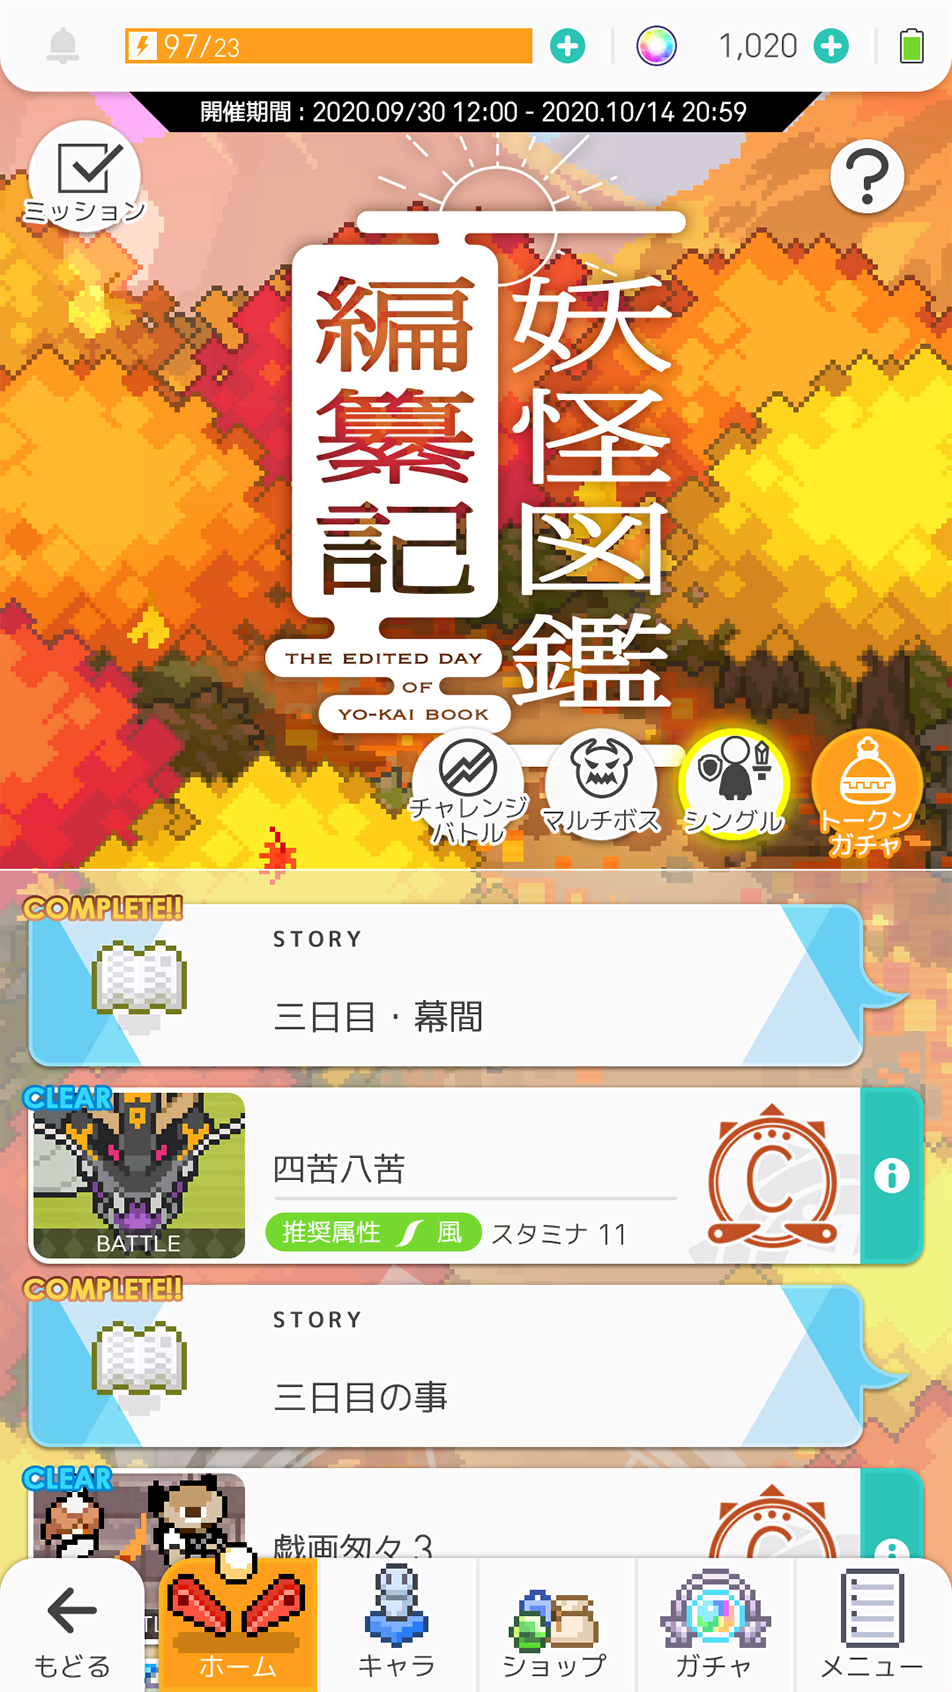 97/23
1,020
開催期間 : 2020.09/30 12:00 - 2020.10/14 20:59
ミッション
?
妖怪図鑑
編纂記
THE EDITED DAY
OF
YO-KAI BOOK
チャレンジ
バトル
マルチボス
シングル
トークン
ガチャ
COMPLETE!!
STORY
三日目・幕間
CLEAR
BATTLE
四苦八苦
推奨属性 風 スタミナ 11
C
COMPLETE!!
STORY
三日目の事
CLEAR
戯画匆々 3
C
もどる
ホーム
キャラ
ショップ
ガチャ
メニュー